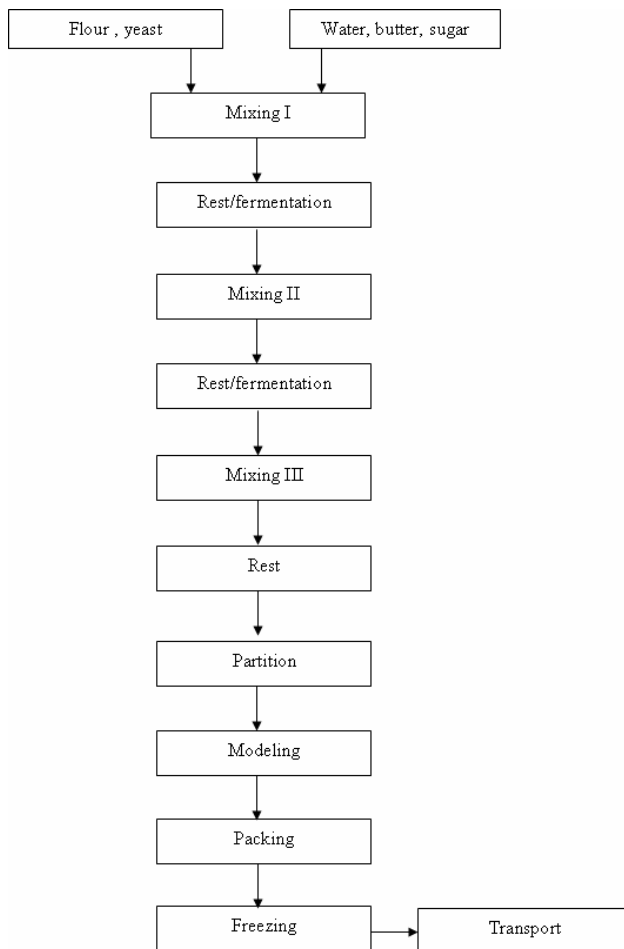 Flour , yeast
Water, butter, sugar
Mixing I
Rest/fermentation
Mixing II
Rest/fermentation
Mixing III
Rest
Partition
Modeling
Packing
Freezing
Transport